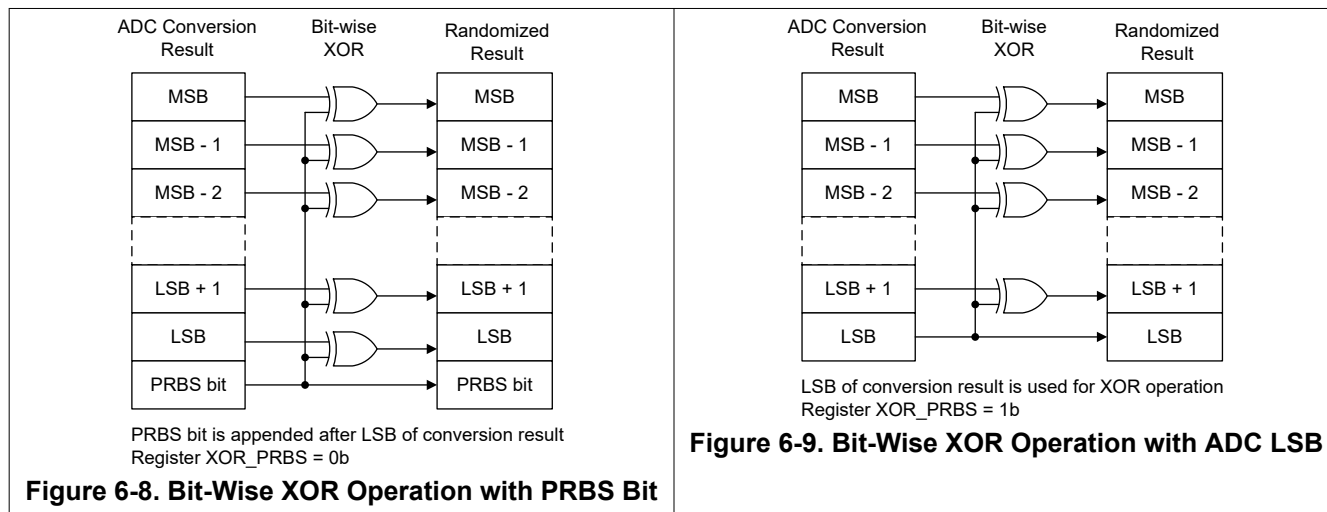 ADC Conversion Result
Bit-wise XOR
Randomized Result
MSB
MSB
MSB - 1
MSB - 1
MSB - 2
MSB - 2
LSB + 1
LSB + 1
LSB
LSB
PRBS bit
PRBS bit
PRBS bit is appended after LSB of conversion result
Register XOR_PRBS = 0b
Figure 6-8. Bit-Wise XOR Operation with PRBS Bit
ADC Conversion Result
Bit-wise XOR
Randomized Result
MSB
MSB
MSB - 1
MSB - 1
MSB - 2
MSB - 2
LSB + 1
LSB + 1
LSB
LSB
LSB of conversion result is used for XOR operation
Register XOR_PRBS = 1b
Figure 6-9. Bit-Wise XOR Operation with ADC LSB